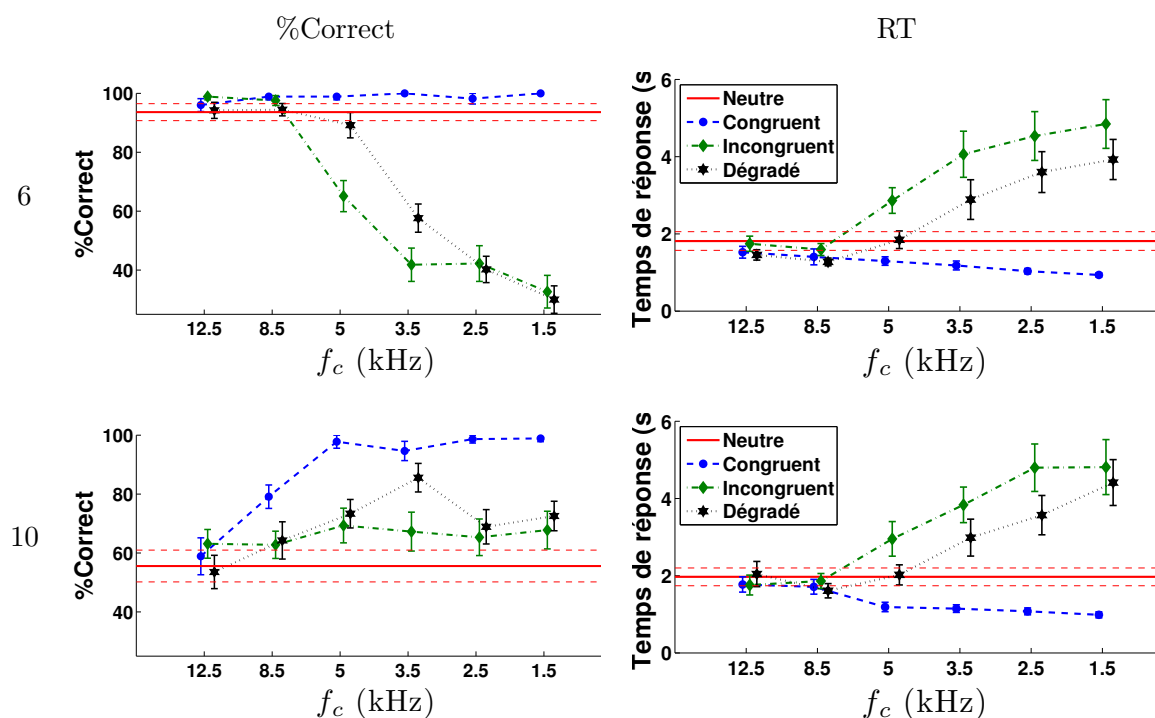 %Correct
RT
6
%Correct
100
80
60
40
12.5 8.5 5 3.5 2.5 1.5
f_c (kHz)
Temps de réponse (s
6
4
2
0
Neutre
Congruent
Incongruent
Dégradé
12.5 8.5 5 3.5 2.5 1.5
f_c (kHz)
10
%Correct
100
80
60
40
12.5 8.5 5 3.5 2.5 1.5
f_c (kHz)
Temps de réponse (s
6
4
2
0
Neutre
Congruent
Incongruent
Dégradé
12.5 8.5 5 3.5 2.5 1.5
f_c (kHz)